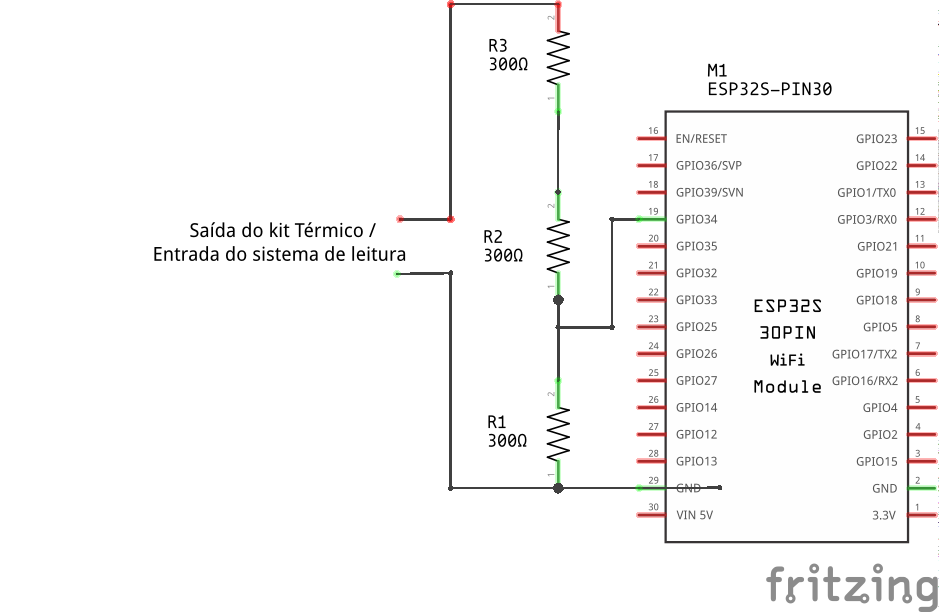 2
R3
300Ω
1
M1
ESP32S-PIN30
16 EN/RESET GPIO23 15
17 GPIO36/SVP GPIO22 14
18 GPIO39/SVN GPIO1/TX0 13
2
19 GPIO34 GPIO3/RX0 12
Saída do kit Térmico /
Entrada do sistema de leitura
R2
300Ω
1
20 GPIO35 GPIO21 11
21 GPIO32 GPIO19 10
22 GPIO33 GPIO18 9
23 GPIO25 GPIO5 8
24 GPIO26 GPIO17/TX2 7
25 GPIO27 GPIO16/RX2 6
26 GPIO14 GPIO4 5
27 GPIO12 GPIO2 4
28 GPIO13 GPIO15 3
29 GND GND 2
30 VIN 5V 3.3V 1
ESP32S
30PIN
WiFi
Module
2
R1
300Ω
1
fritzing